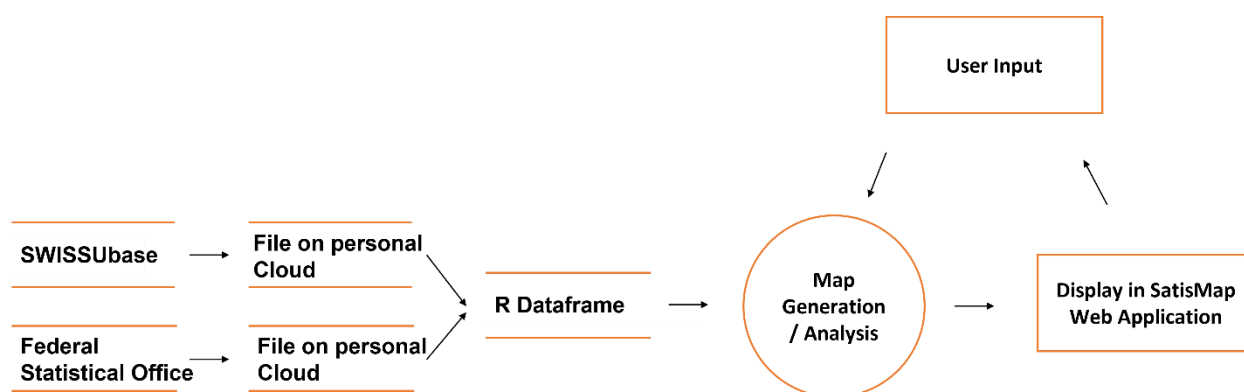 User Input
SWISSUbase
File on personal
Cloud
R Dataframe
Map
Generation
/ Analysis
Display in SatisMap
Web Application
Federal
Statistical Office
File on personal
Cloud